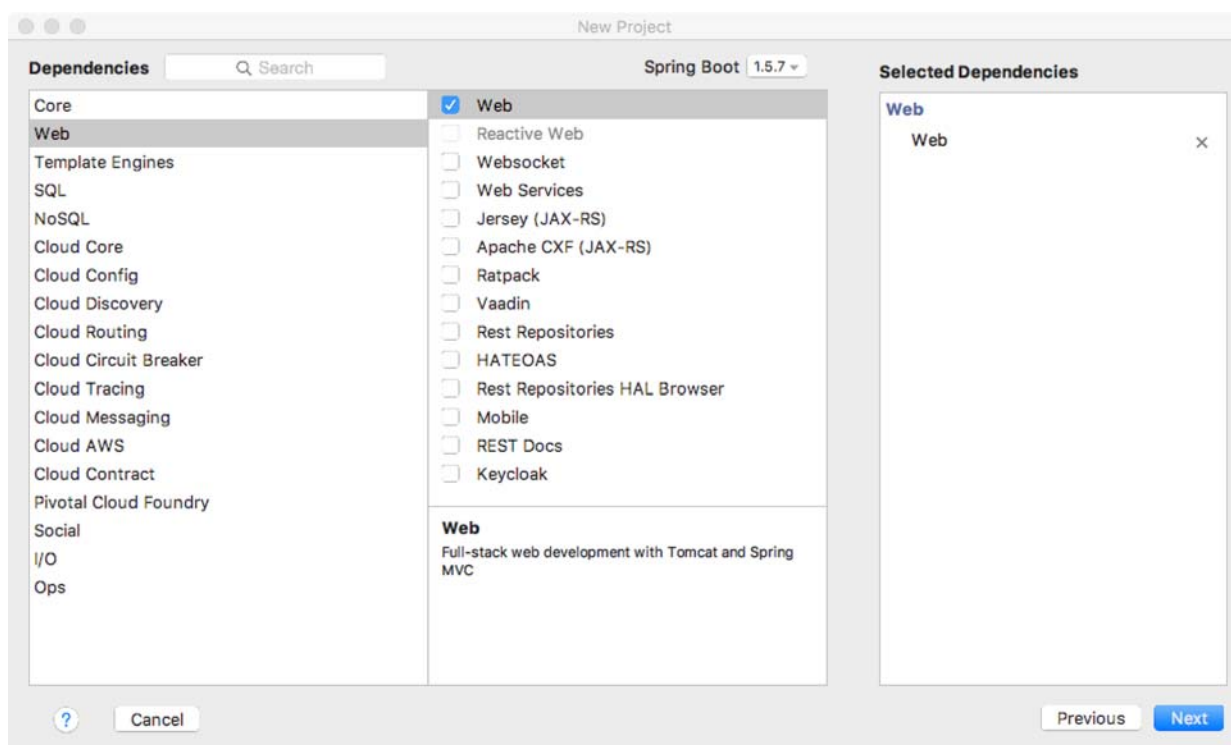 New Project
Dependencies
Search
Spring Boot 1.5.7
Selected Dependencies
Core
Web
Template Engines
SQL
NoSQL
Cloud Core
Cloud Config
Cloud Discovery
Cloud Routing
Cloud Circuit Breaker
Cloud Tracing
Cloud Messaging
Cloud AWS
Cloud Contract
Pivotal Cloud Foundry
Social
I/O
Ops
Web
Reactive Web
Websocket
Web Services
Jersey (JAX-RS)
Apache CXF (JAX-RS)
Ratpack
Vaadin
Rest Repositories
HATEOAS
Rest Repositories HAL Browser
Mobile
REST Docs
Keycloak
Web
Full-stack web development with Tomcat and Spring
MVC
Web
Web
?
Cancel
Previous
Next